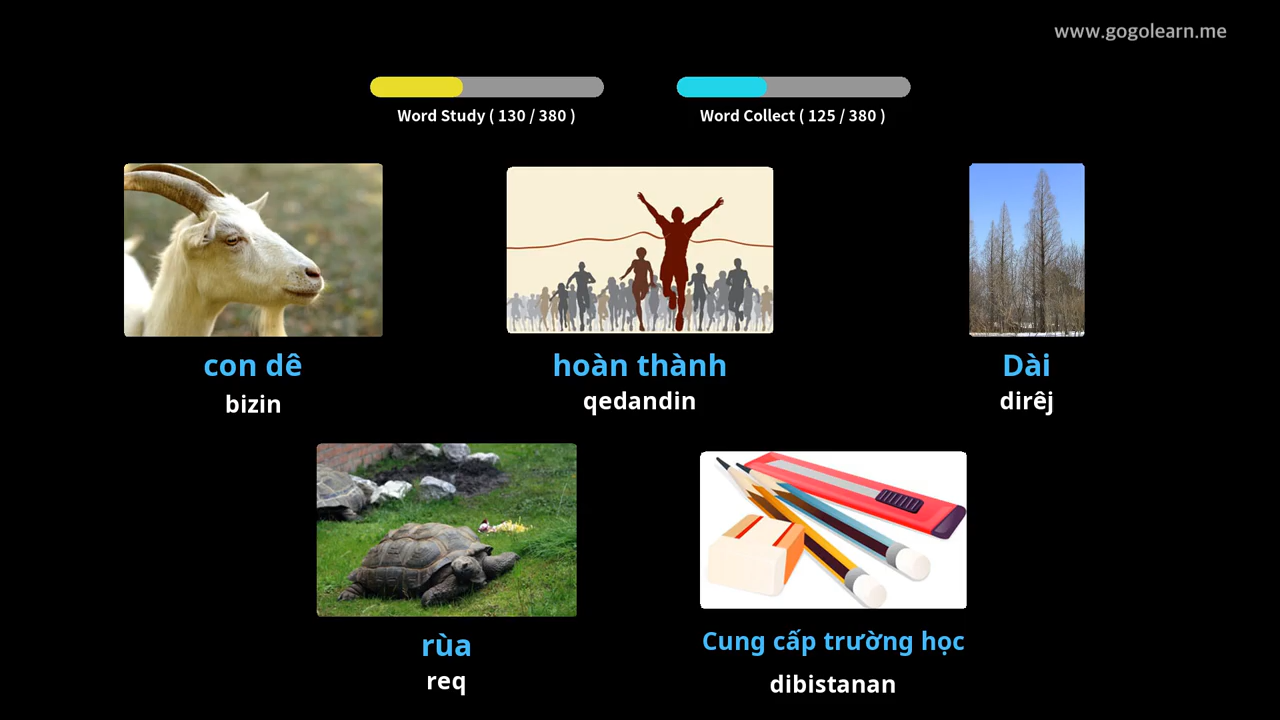 www.gogolearn.me
Word Study ( 130 / 380 )
Word Collect ( 125 / 380 )
con dê
bizin
hoàn thành
qedandin
Dài
dirêj
rùa
req
Cung cấp trường học
dibistanan